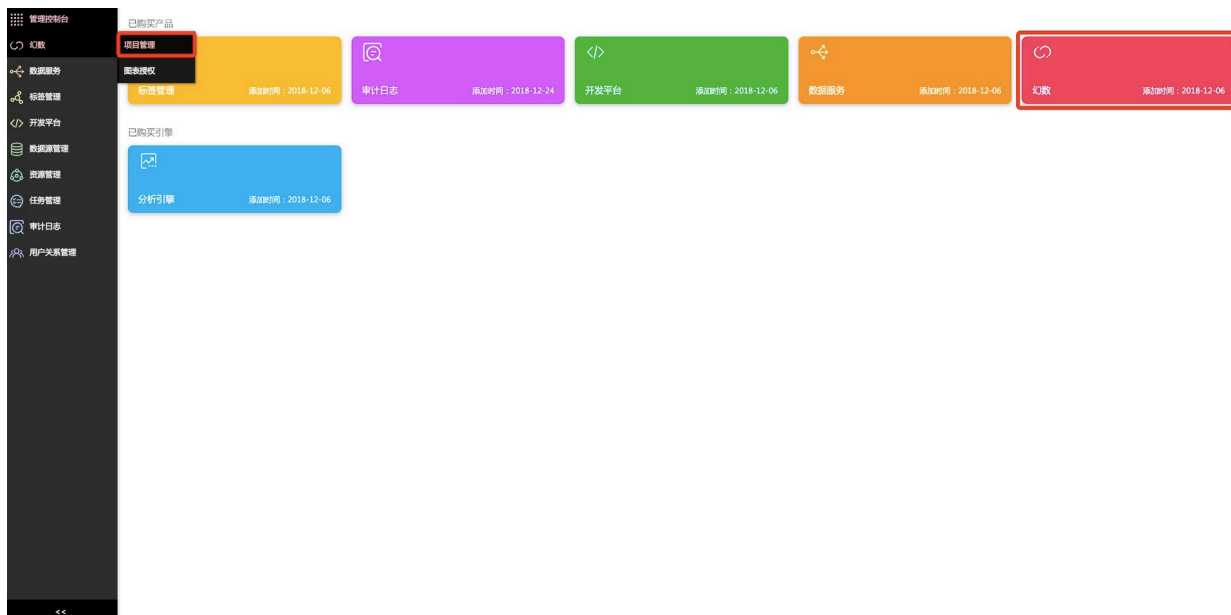 管理控制台
幻数
数据服务
标签管理
开发平台
数据源管理
资源管理
任务管理
审计日志
用户关系管理
<<
项目管理
图表授权
已购买产品
标签管理 添加时间：2018-12-06
审计日志 添加时间：2018-12-24
开发平台 添加时间：2018-12-06
数据服务 添加时间：2018-12-06
幻数 添加时间：2018-12-06
已购买引擎
分析引擎 添加时间：2018-12-06